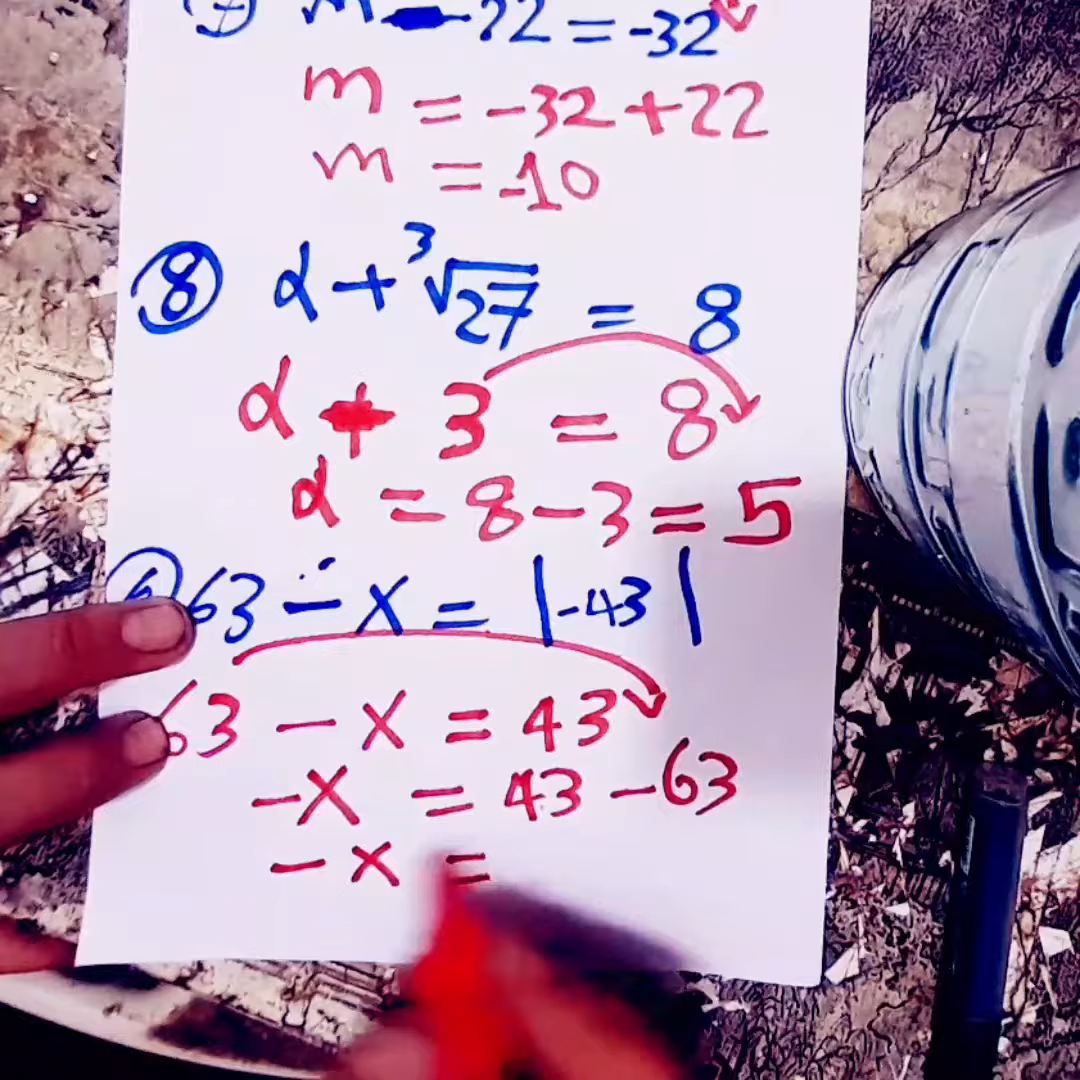 ⑦ m - 22 = -32
m = -32 + 22
m = -10
⑧ α + ∛27 = 8
α + 3 = 8
α = 8 - 3 = 5
63 - x = |-43|
63 - x = 43
-x = 43 - 63
-x =